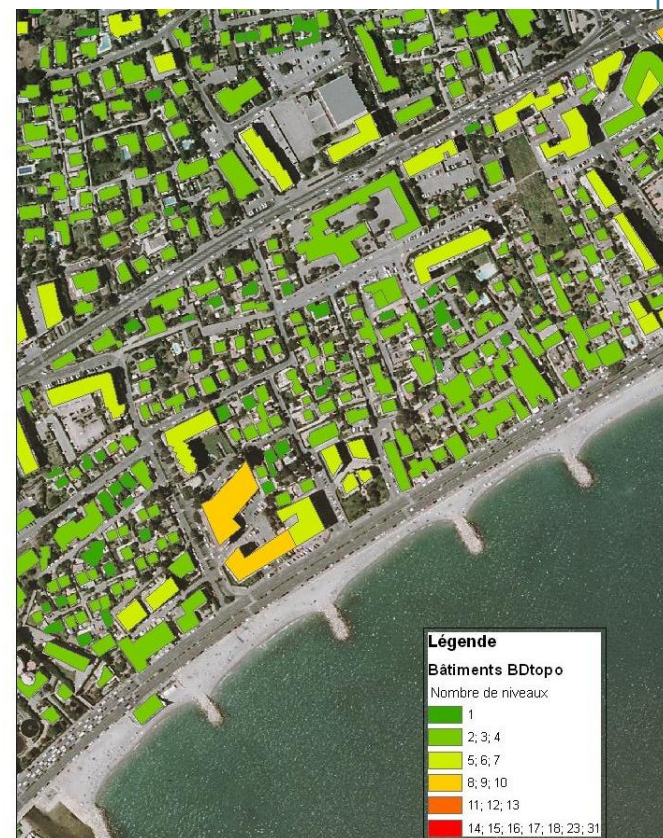 Légende
Bâtiments BDtopo
Nombre de niveaux
1
2; 3; 4
5; 6; 7
8; 9; 10
11; 12; 13
14; 15; 16; 17; 18; 23; 31